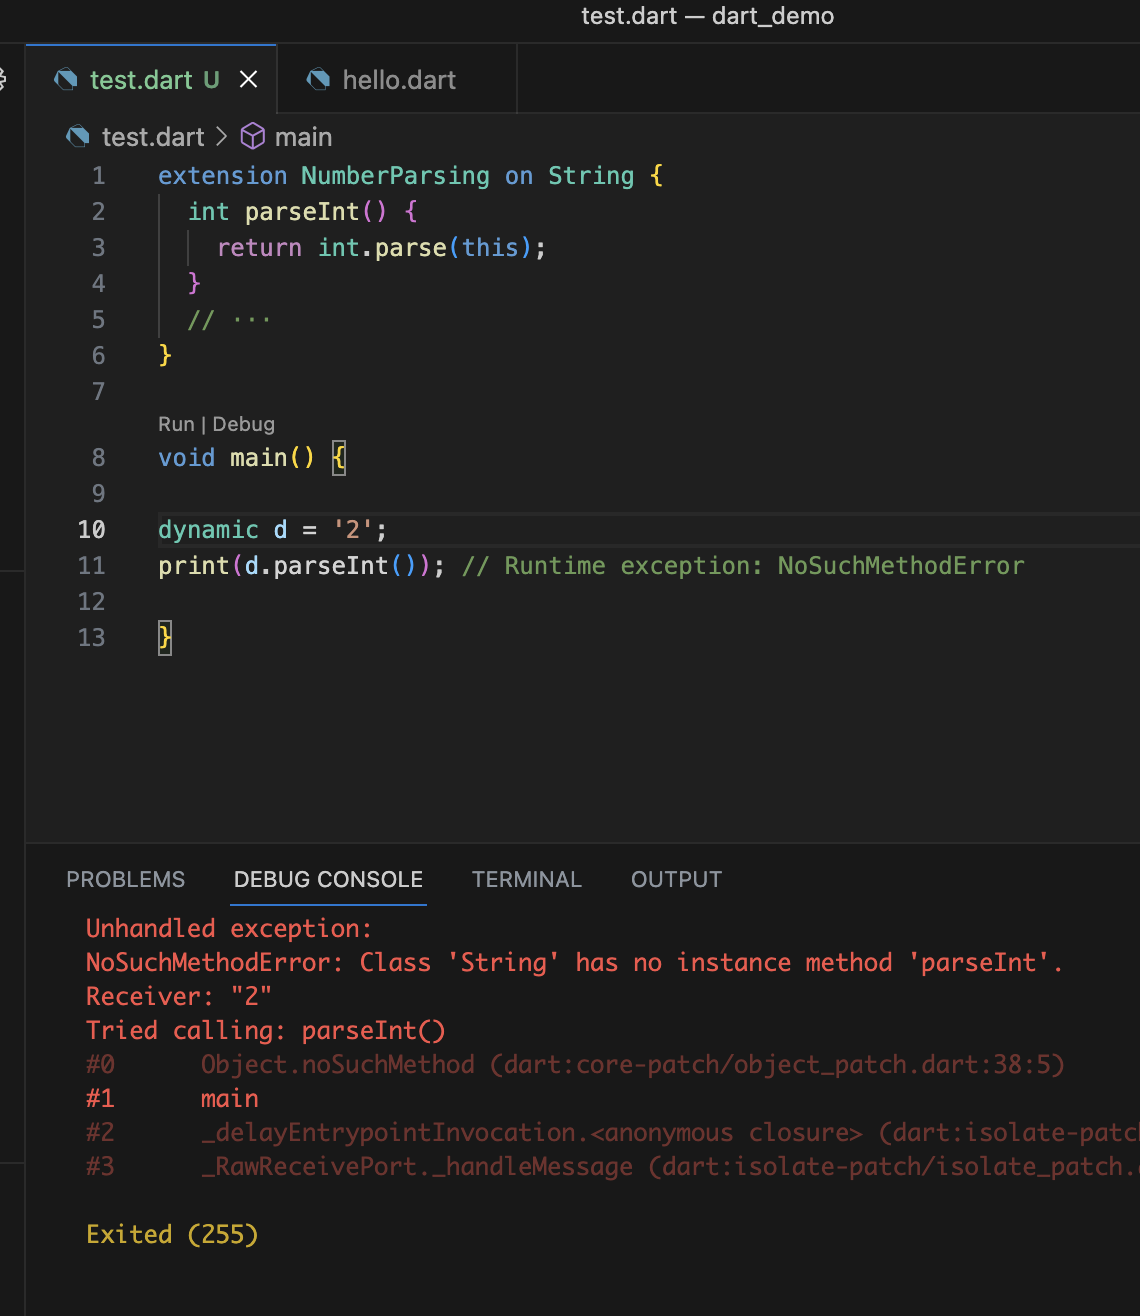 test.dart — dart_demo
test.dart U
hello.dart
test.dart > main
1 extension NumberParsing on String {
2 int parseInt() {
3 return int.parse(this);
4 }
5 // ···
6 }
7
Run | Debug
8 void main() {
9
10 dynamic d = '2';
11 print(d.parseInt()); // Runtime exception: NoSuchMethodError
12
13 }
PROBLEMS DEBUG CONSOLE TERMINAL OUTPUT
Unhandled exception:
NoSuchMethodError: Class 'String' has no instance method 'parseInt'.
Receiver: "2"
Tried calling: parseInt()
#0 Object.noSuchMethod (dart:core-patch/object_patch.dart:38:5)
#1 main
#2 _delayEntrypointInvocation.<anonymous closure> (dart:isolate-patc
#3 _RawReceivePort._handleMessage (dart:isolate-patch/isolate_patch.
Exited (255)